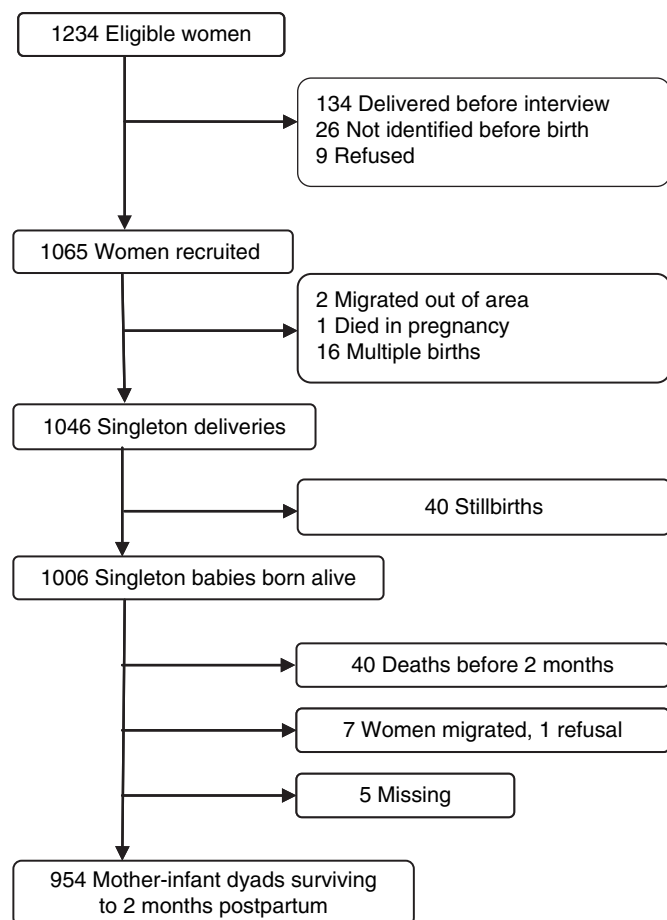 1234 Eligible women
134 Delivered before interview
26 Not identified before birth
9 Refused
1065 Women recruited
2 Migrated out of area
1 Died in pregnancy
16 Multiple births
1046 Singleton deliveries
40 Stillbirths
1006 Singleton babies born alive
40 Deaths before 2 months
7 Women migrated, 1 refusal
5 Missing
954 Mother-infant dyads surviving
to 2 months postpartum